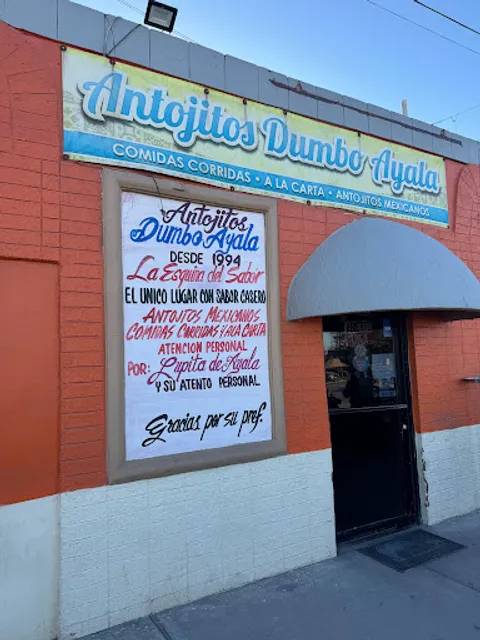 Antojitos Dumbo Ayala
COMIDAS CORRIDAS • A LA CARTA • ANTOJITOS MEXICANOS
Antojitos
Dumbo Ayala
DESDE 1994
La Esquina del Sabor
EL UNICO LUGAR CON SABOR CASERO
ANTOJITOS MEXICANOS
COMIDAS CORRIDAS Y A LA CARTA
ATENCION PERSONAL
POR: Lupita de Ayala
Y SU ATENTO PERSONAL
Gracias por su pref.